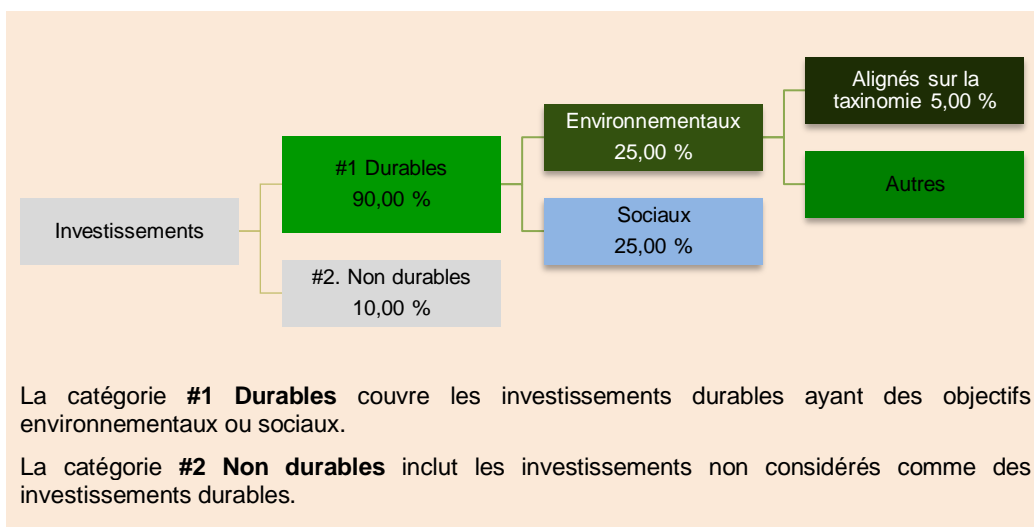 Investissements
#1 Durables
90,00 %
#2. Non durables
10,00 %
Environnementaux
25,00 %
Sociaux
25,00 %
Alignés sur la
taxinomie 5,00 %
Autres
La catégorie #1 Durables couvre les investissements durables ayant des objectifs
environnementaux ou sociaux.
La catégorie #2 Non durables inclut les investissements non considérés comme des
investissements durables.